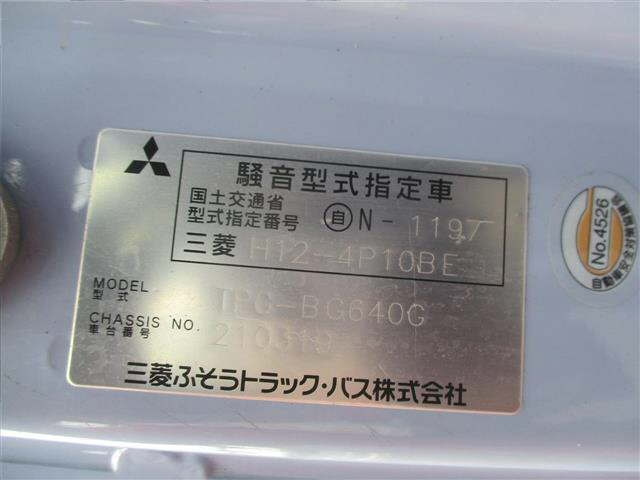 騒音型式指定車
国土交通省
型式指定番号 自N-1197
三菱 H12-4P10BE
MODEL
型式 TPG-BG640G
CHASSIS NO.
車台番号
三菱ふそうトラック・バス株式会社
No.4526